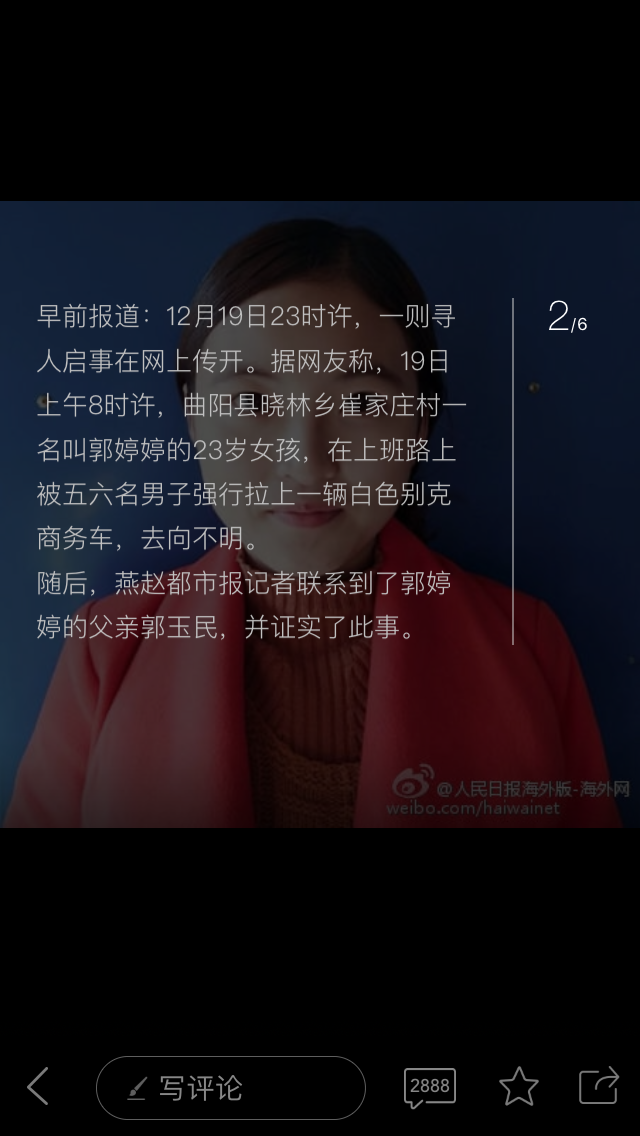 早前报道：12月19日23时许，一则寻
人启事在网上传开。据网友称，19日
上午8时许，曲阳县晓林乡崔家庄村一
名叫郭婷婷的23岁女孩，在上班路上
被五六名男子强行拉上一辆白色别克
商务车，去向不明。
随后，燕赵都市报记者联系到了郭婷
婷的父亲郭玉民，并证实了此事。
2/6
@人民日报海外版-海外网
weibo.com/haiwainet
写评论
2888